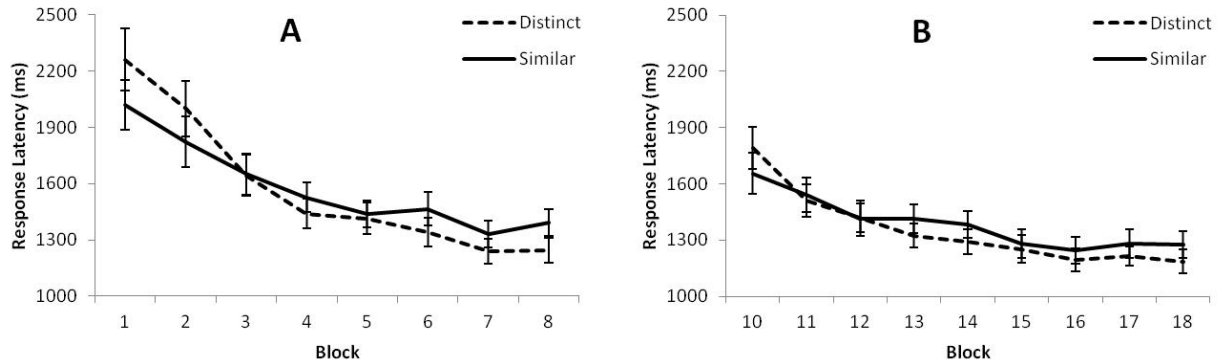 A
Distinct
Similar
Response Latency (ms)
2500
2200
1900
1600
1300
1000
1 2 3 4 5 6 7 8
Block
B
Distinct
Similar
Response Latency (ms)
2500
2200
1900
1600
1300
1000
10 11 12 13 14 15 16 17 18
Block